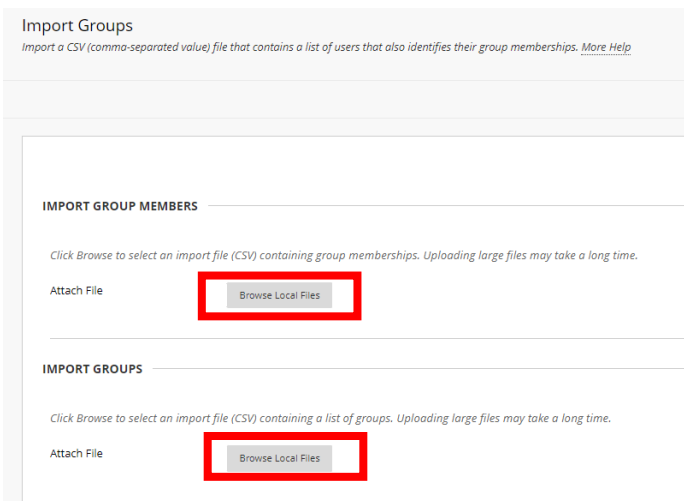 Import Groups
Import a CSV (comma-separated value) file that contains a list of users that also identifies their group memberships. More Help
IMPORT GROUP MEMBERS
Click Browse to select an import file (CSV) containing group memberships. Uploading large files may take a long time.
Attach File
Browse Local Files
IMPORT GROUPS
Click Browse to select an import file (CSV) containing a list of groups. Uploading large files may take a long time.
Attach File
Browse Local Files